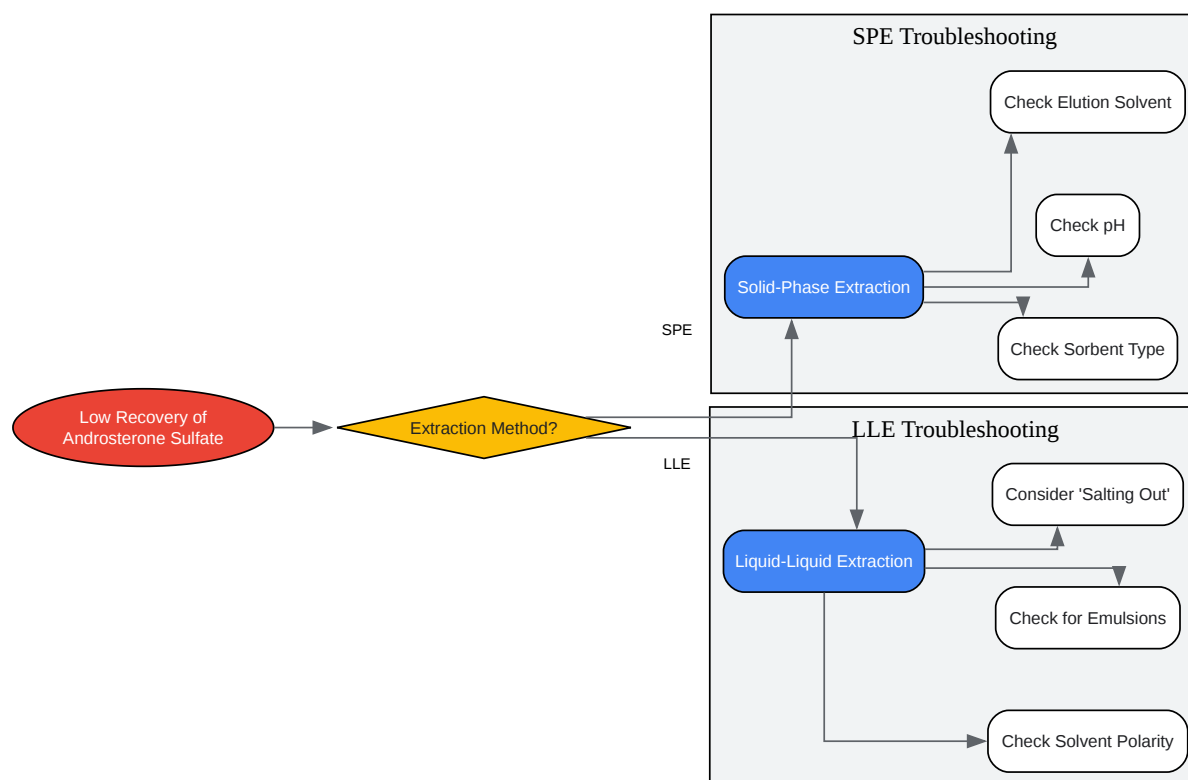 SPE Troubleshooting
Check Elution Solvent
Check pH
Solid-Phase Extraction
SPE
Check Sorbent Type
Low Recovery of
Androsterone Sulfate
Extraction Method?
LLE Troubleshooting
LLE
Consider 'Salting Out'
Liquid-Liquid Extraction
Check for Emulsions
Check Solvent Polarity